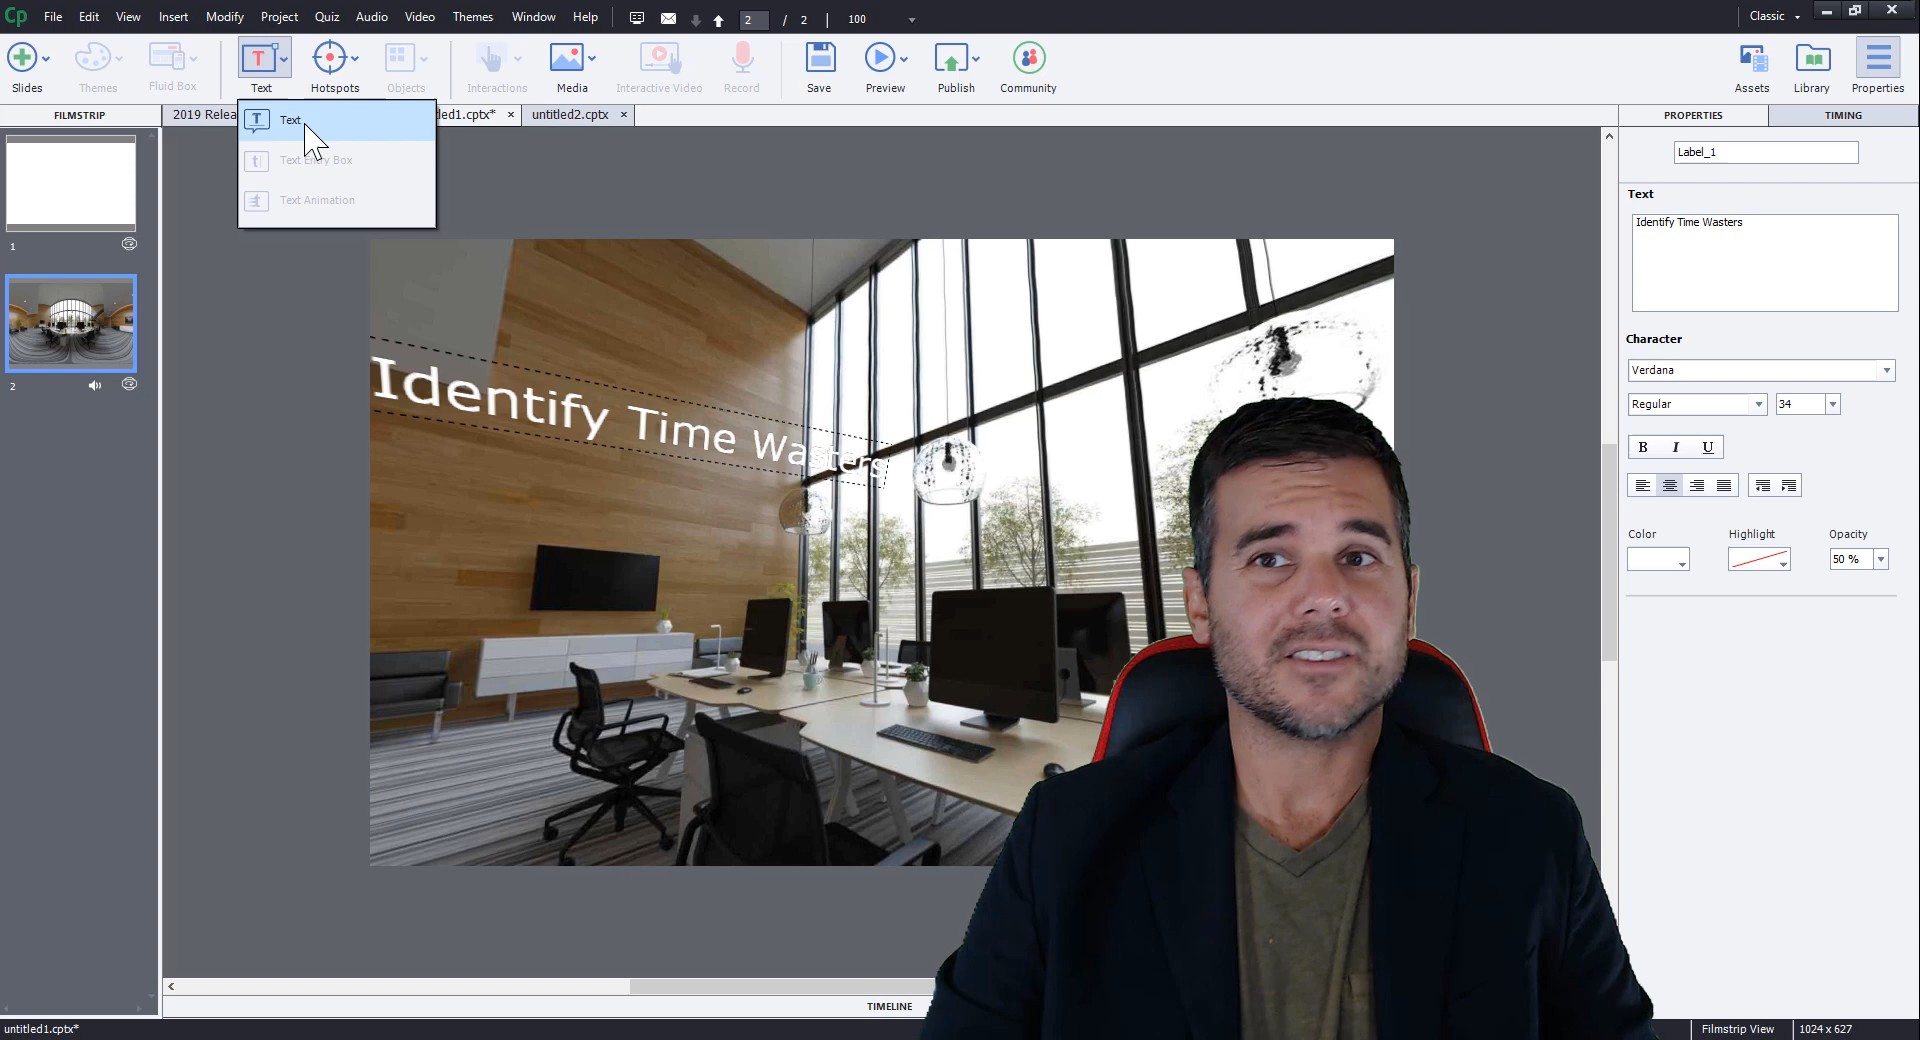 Cp File Edit View Insert Modify Project Quiz Audio Video Themes Window Help 2 / 2 | 100 Classic
Slides Themes Fluid Box Text Hotspots Objects Interactions Media Interactive Video Record Save Preview Publish Community Assets Library Properties
FILMSTRIP
2019 Relea
led1.cptx*
untitled2.cptx
Text
Text Entry Box
Text Animation
1
2
Identify Time Wasters
PROPERTIES
TIMING
Label_1
Text
Identify Time Wasters
Character
Verdana
Regular
34
B I U
Color Highlight Opacity
50 %
TIMELINE
untitled1.cptx*
Filmstrip View
1024 x 627